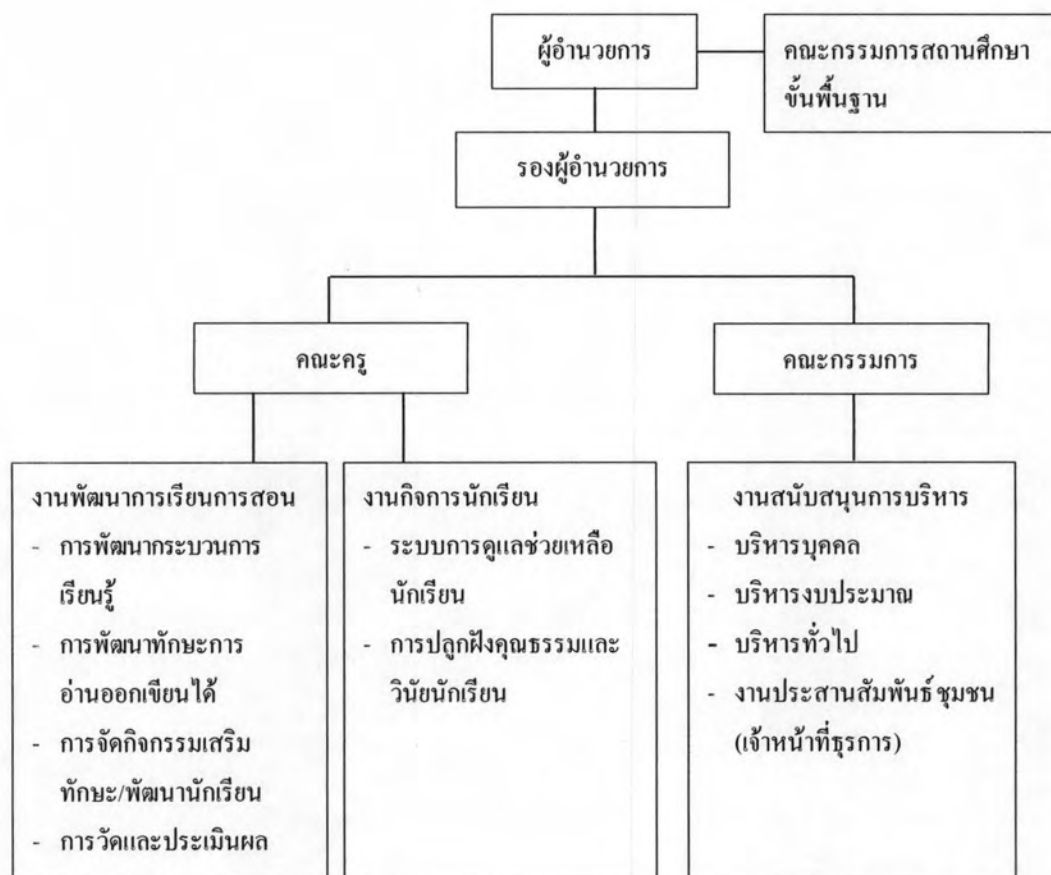 ผู้อำนวยการ
คณะกรรมการสถานศึกษา
ขั้นพื้นฐาน
รองผู้อำนวยการ
คณะครู
คณะกรรมการ
งานพัฒนาการเรียนการสอน
- การพัฒนากระบวนการ
เรียนรู้
- การพัฒนาทักษะการ
อ่านออกเขียนได้
- การจัดกิจกรรมเสริม
ทักษะ/พัฒนานักเรียน
- การวัดและประเมินผล
งานกิจการนักเรียน
- ระบบการดูแลช่วยเหลือ
นักเรียน
- การปลูกฝังคุณธรรมและ
วินัยนักเรียน
งานสนับสนุนการบริหาร
- บริหารบุคคล
- บริหารงบประมาณ
- บริหารทั่วไป
- งานประสานสัมพันธ์ชุมชน
(เจ้าหน้าที่ธุรการ)